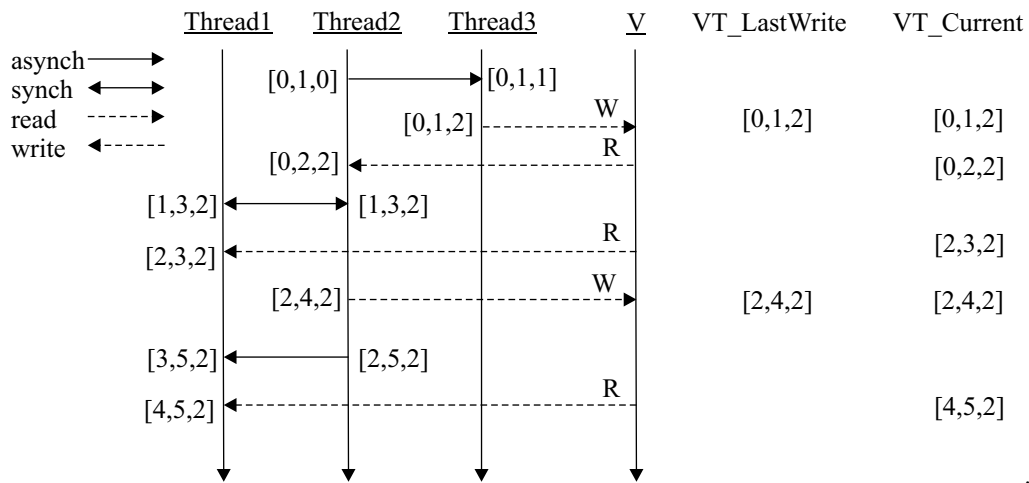 Thread1 Thread2 Thread3 V VT_LastWrite VT_Current
asynch
synch
read
write
[0,1,0] [0,1,1]
[0,1,2] W [0,1,2] [0,1,2]
[0,2,2] R [0,2,2]
[1,3,2] [1,3,2]
[2,3,2] R [2,3,2]
[2,4,2] W [2,4,2] [2,4,2]
[3,5,2] [2,5,2]
[4,5,2] R [4,5,2]